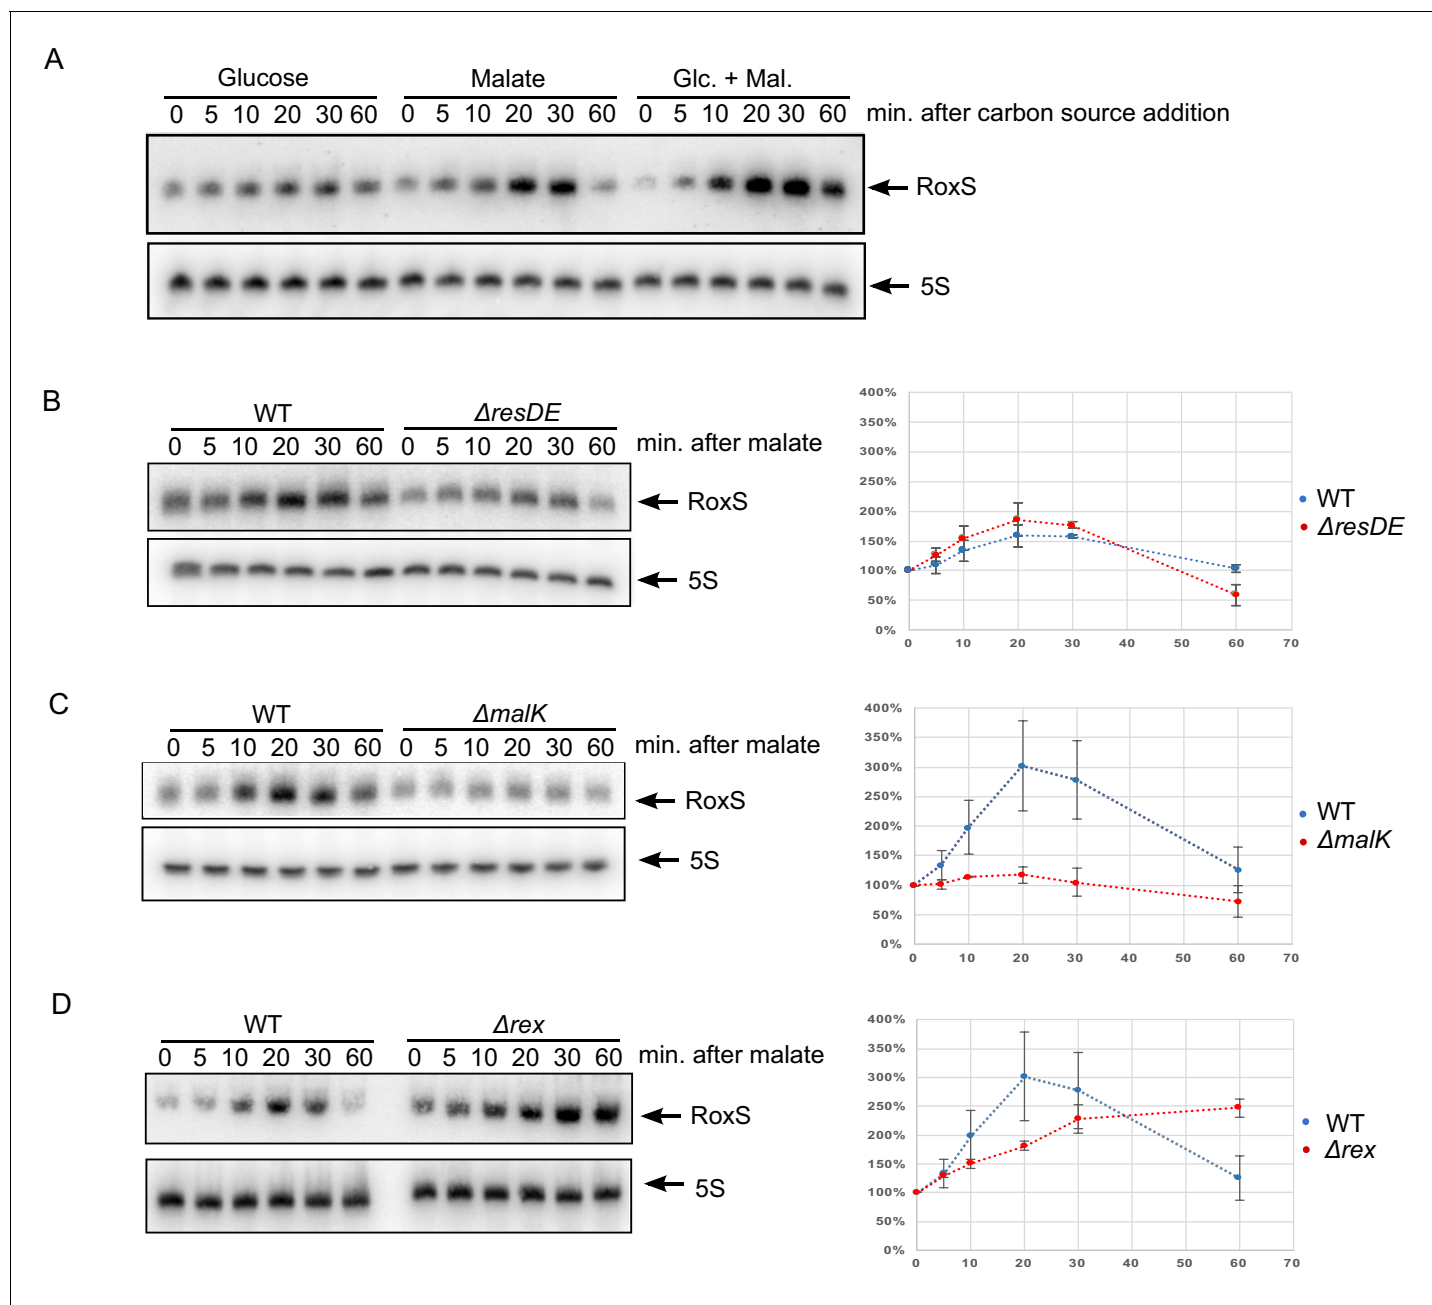 A
Glucose Malate Glc. + Mal.
0 5 10 20 30 60 0 5 10 20 30 60 0 5 10 20 30 60 min. after carbon source addition
RoxS
5S
B
WT ΔresDE
0 5 10 20 30 60 0 5 10 20 30 60 min. after malate
RoxS
5S
400%
350%
300%
250%
200%
150%
100%
50%
0%
0 10 20 30 40 50 60 70
WT
ΔresDE
C
WT ΔmalK
0 5 10 20 30 60 0 5 10 20 30 60 min. after malate
RoxS
5S
400%
350%
300%
250%
200%
150%
100%
50%
0%
0 10 20 30 40 50 60 70
WT
ΔmalK
D
WT Δrex
0 5 10 20 30 60 0 5 10 20 30 60 min. after malate
RoxS
5S
400%
350%
300%
250%
200%
150%
100%
50%
0%
0 10 20 30 40 50 60 70
WT
Δrex